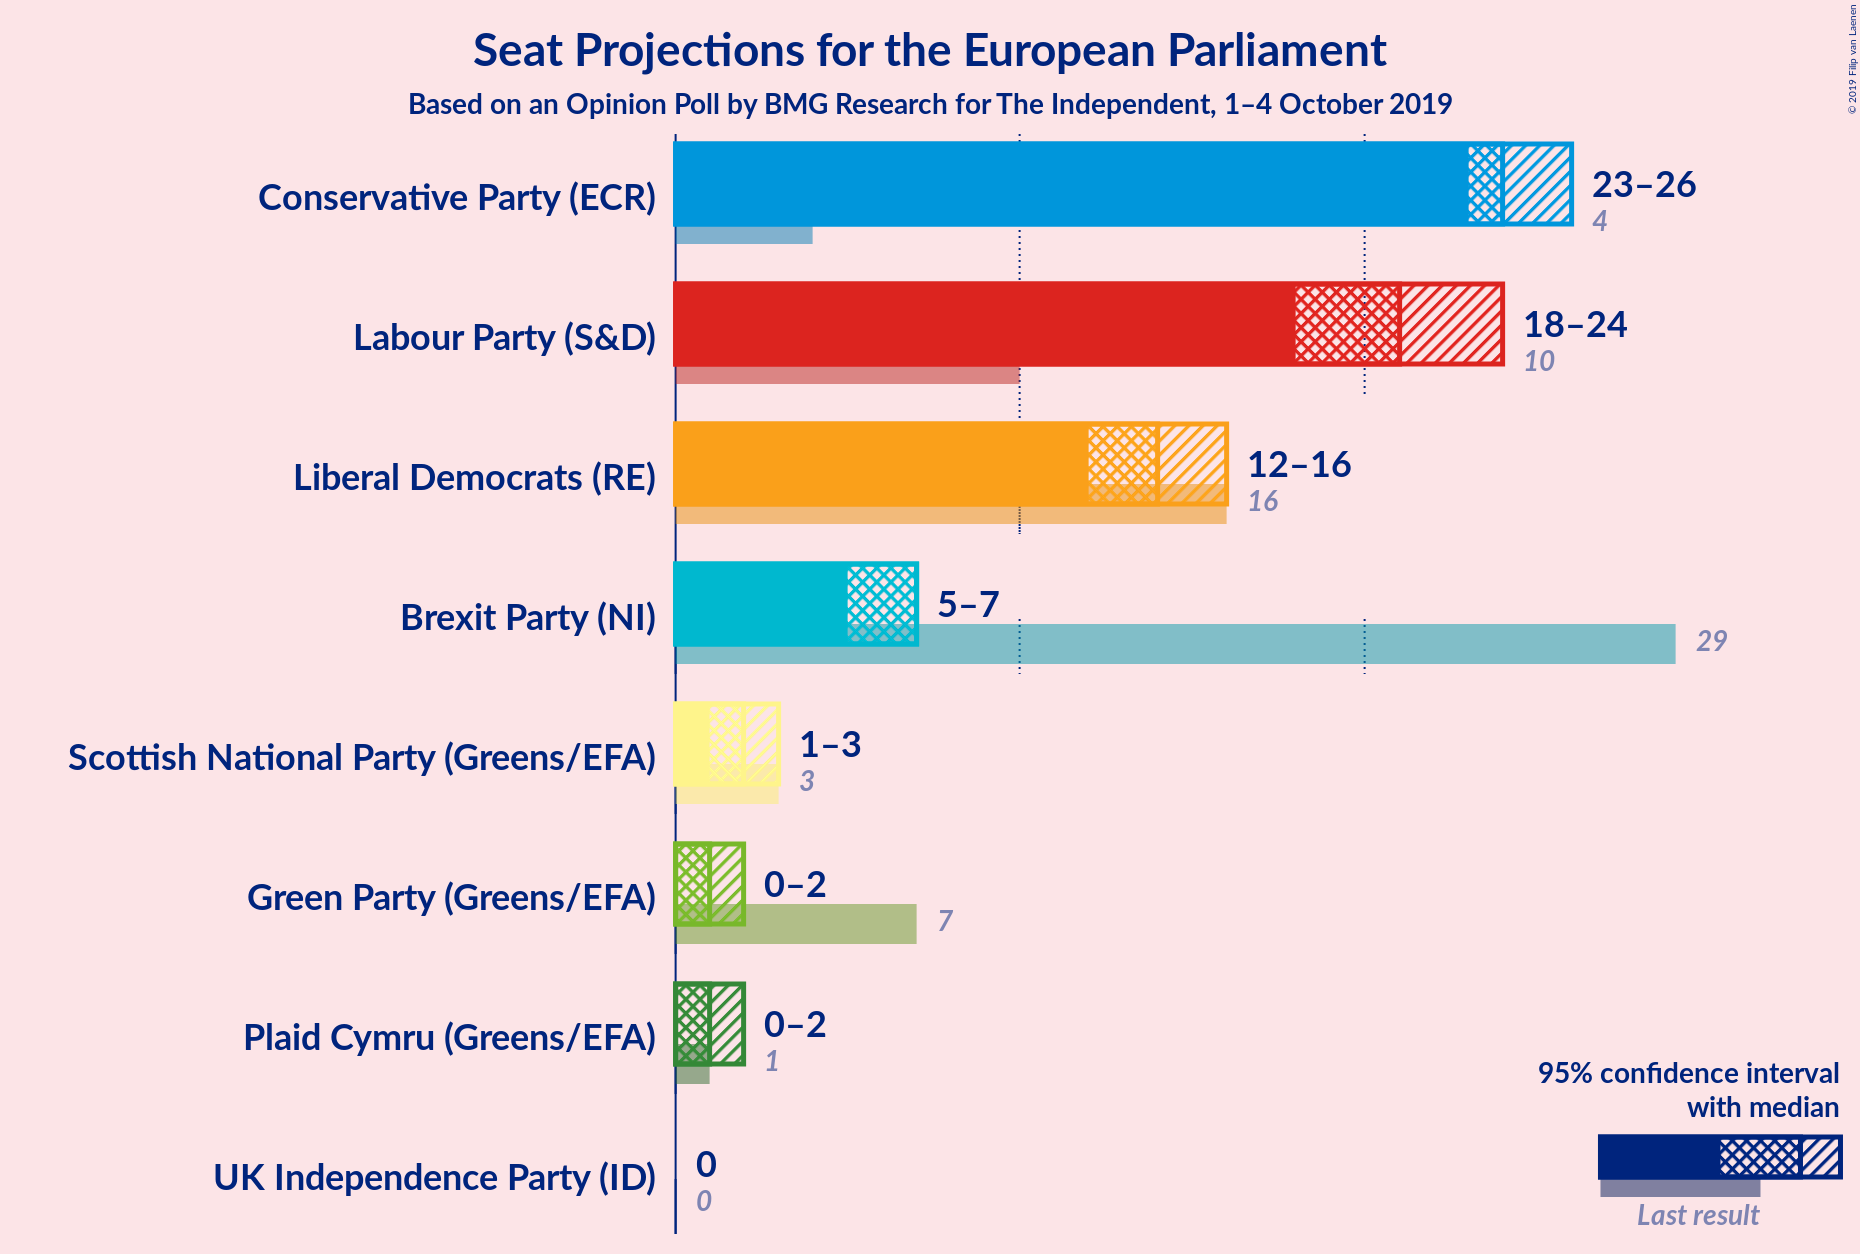 Seat Projections for the European Parliament
Based on an Opinion Poll by BMG Research for The Independent, 1–4 October 2019
© 2019 Filip van Laenen
Conservative Party (ECR)
23–26
4
Labour Party (S&D)
18–24
10
Liberal Democrats (RE)
12–16
16
Brexit Party (NI)
5–7
29
Scottish National Party (Greens/EFA)
1–3
3
Green Party (Greens/EFA)
0–2
7
Plaid Cymru (Greens/EFA)
0–2
1
UK Independence Party (ID)
0
0
95% confidence interval
with median
Last result